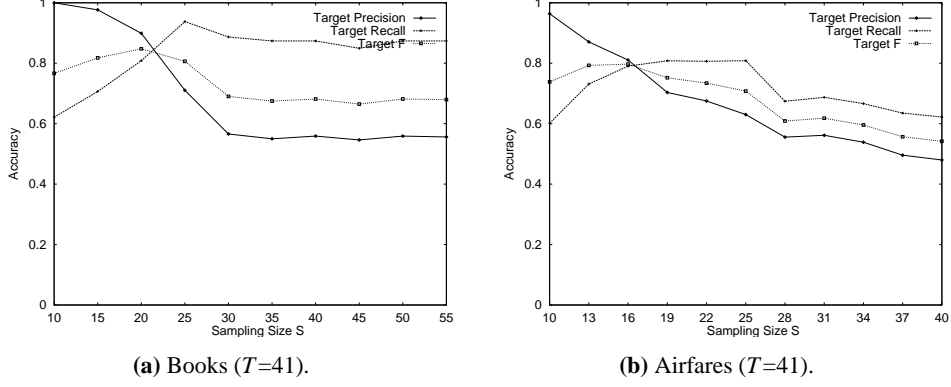 Target Precision
Target Recall
Target F
1
0.8
0.6
0.4
0.2
0
Accuracy
10 15 20 25 30 35 40 45 50 55
Sampling Size S
(a) Books (T=41).
Target Precision
Target Recall
Target F
1
0.8
0.6
0.4
0.2
0
Accuracy
10 13 16 19 22 25 28 31 34 37 40
Sampling Size S
(b) Airfares (T=41).